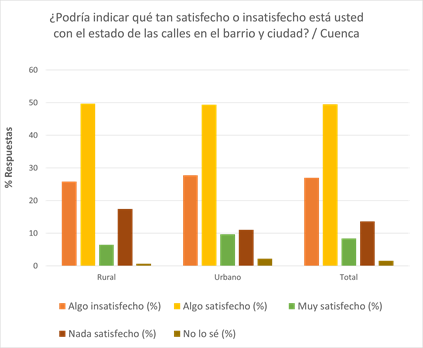 ¿Podría indicar qué tan satisfecho o insatisfecho está usted
con el estado de las calles en el barrio y ciudad? / Cuenca
% Respuestas
60
50
40
30
20
10
0
Rural Urbano Total
Algo insatisfecho (%) Algo satisfecho (%) Muy satisfecho (%)
Nada satisfecho (%) No lo sé (%)